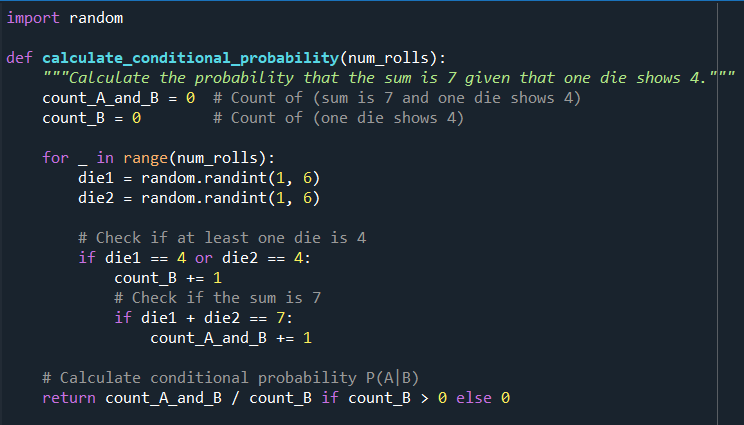 import random

def calculate_conditional_probability(num_rolls):
    """Calculate the probability that the sum is 7 given that one die shows 4."""
    count_A_and_B = 0  # Count of (sum is 7 and one die shows 4)
    count_B = 0        # Count of (one die shows 4)

    for _ in range(num_rolls):
        die1 = random.randint(1, 6)
        die2 = random.randint(1, 6)

        # Check if at least one die is 4
        if die1 == 4 or die2 == 4:
            count_B += 1
            # Check if the sum is 7
            if die1 + die2 == 7:
                count_A_and_B += 1

    # Calculate conditional probability P(A|B)
    return count_A_and_B / count_B if count_B > 0 else 0